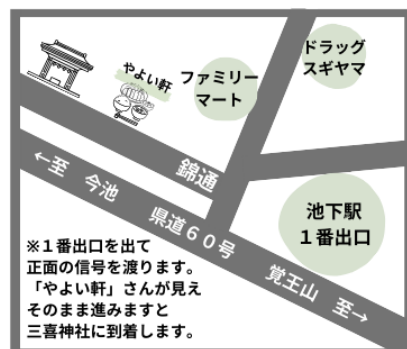 ドラッグ
スギヤマ
やよい軒
ファミリー
マート
錦通
←至 今池 県道60号 覚王山 至→
池下駅
1番出口
※1番出口を出て
正面の信号を渡ります。
「やよい軒」さんが見え
そのまま進みますと
三喜神社に到着します。